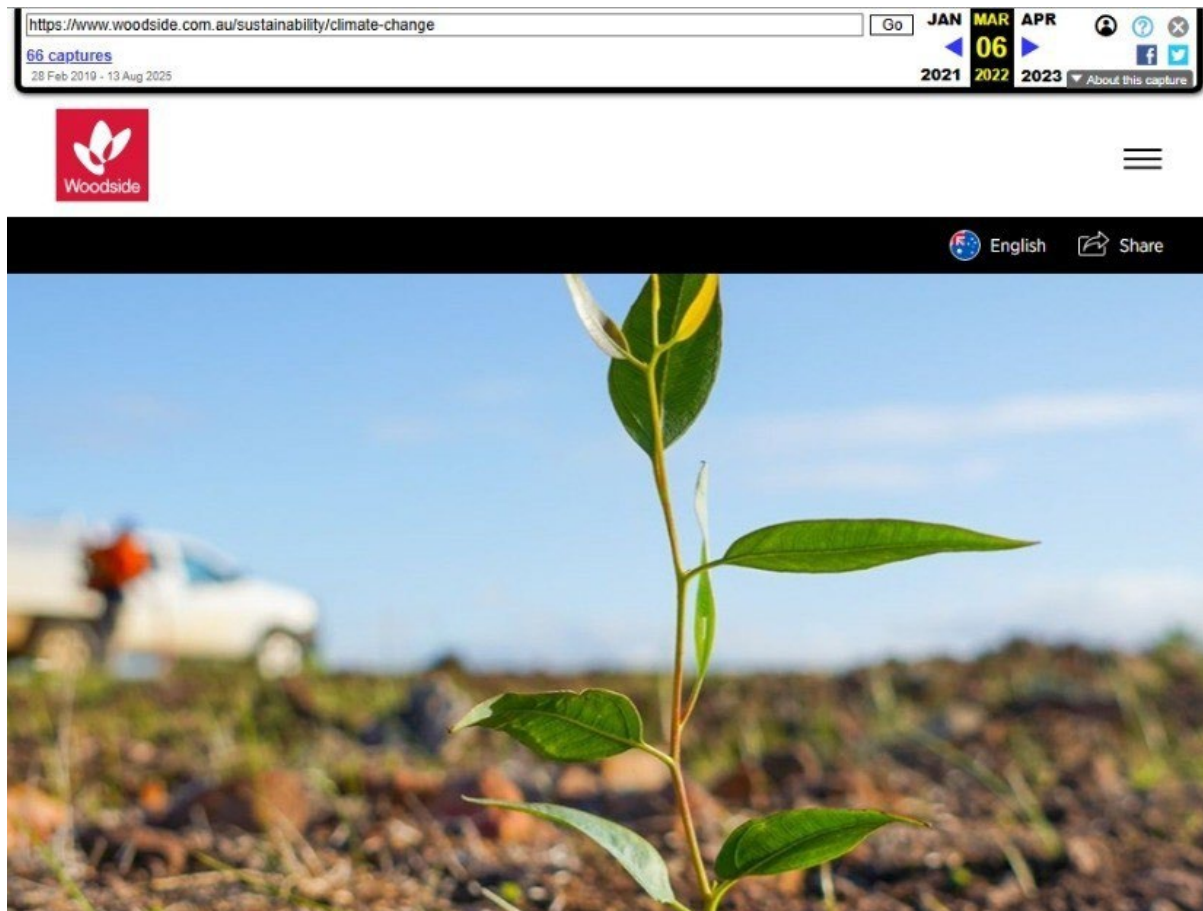 https://www.woodside.com.au/sustainability/climate-change
Go
JAN MAR APR
66 captures
06
28 Feb 2019 - 13 Aug 2025
2021 2022 2023
▼ About this capture
Woodside
English
Share